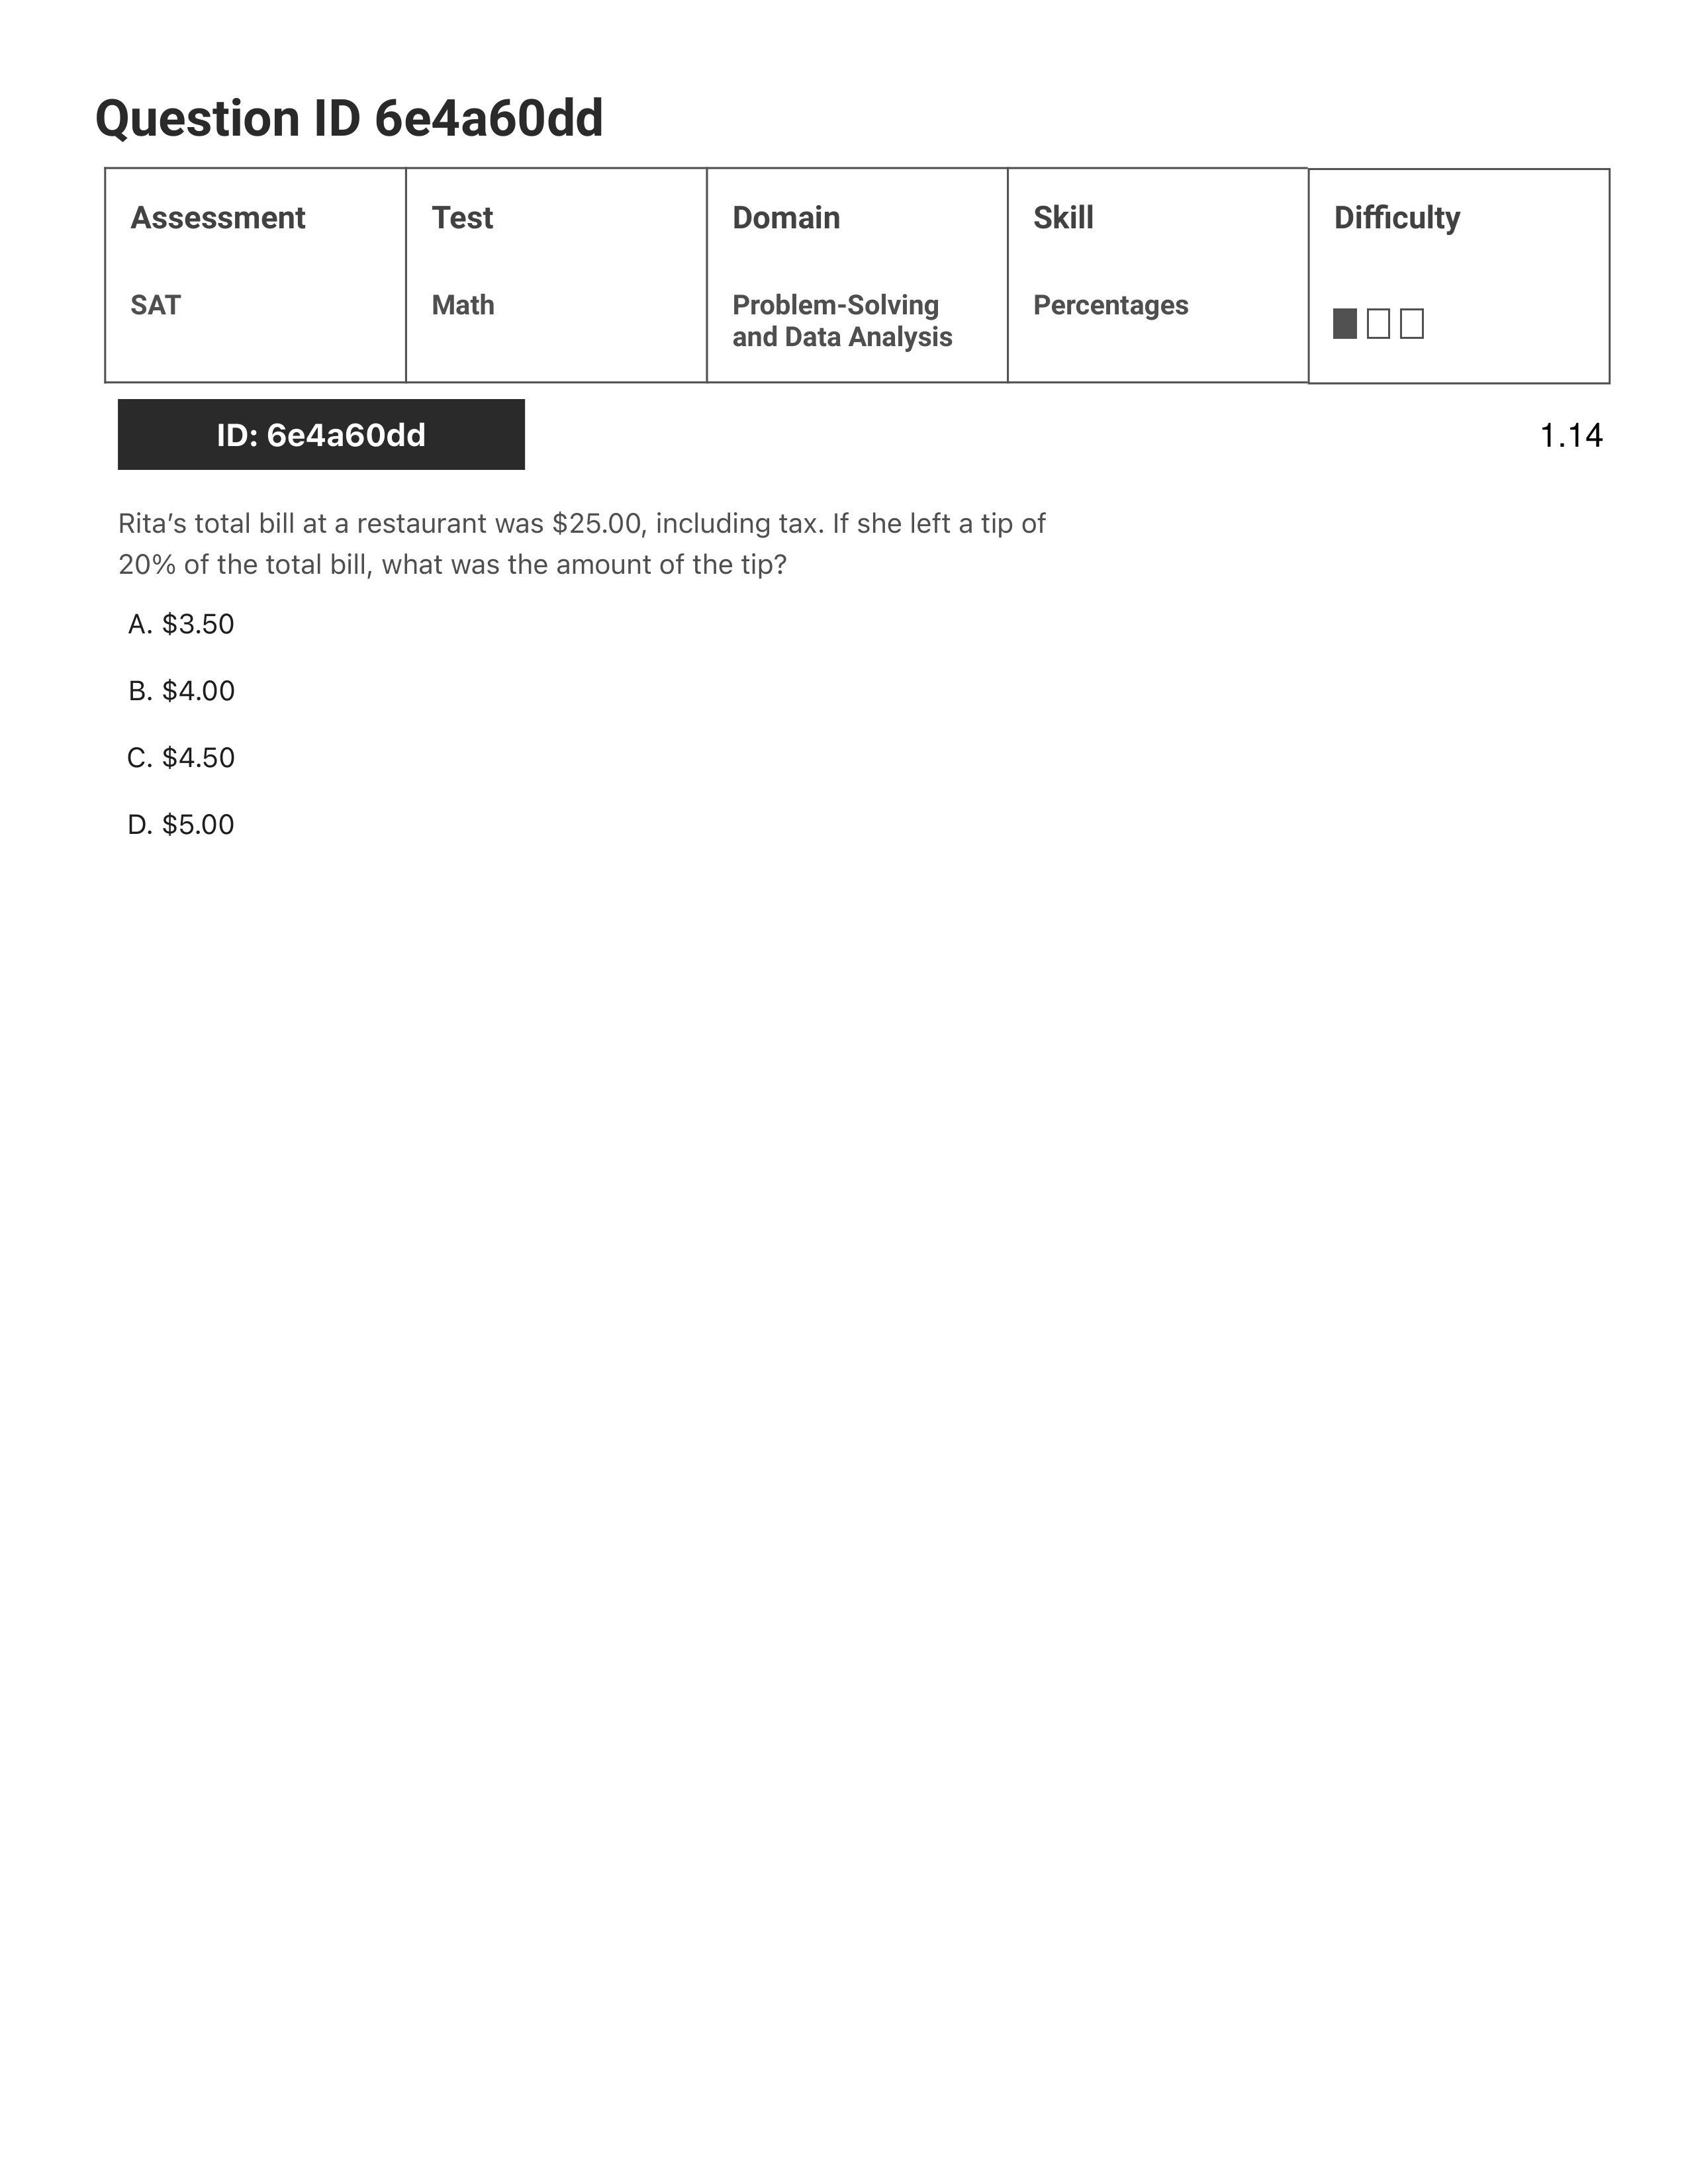 Question ID 6e4a60dd
Assessment
Test
Domain
Skill
Difficulty
SAT
Math
Problem-Solving
and Data Analysis
Percentages
ID: 6e4a60dd
1.14
Rita’s total bill at a restaurant was $25.00, including tax. If she left a tip of
20% of the total bill, what was the amount of the tip?
A. $3.50
B. $4.00
C. $4.50
D. $5.00